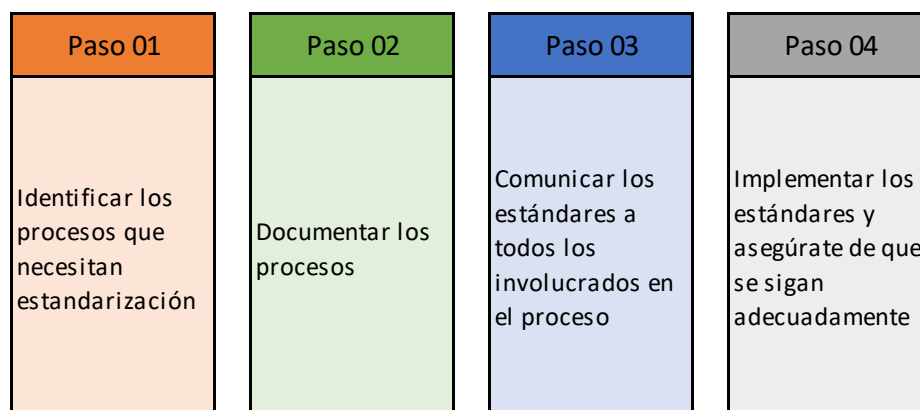 Paso 01
Identificar los
procesos que
necesitan
estandarización
Paso 02
Documentar los
procesos
Paso 03
Comunicar los
estándares a
todos los
involucrados en
el proceso
Paso 04
Implementar los
estándares y
asegúrate de que
se sigan
adecuadamente